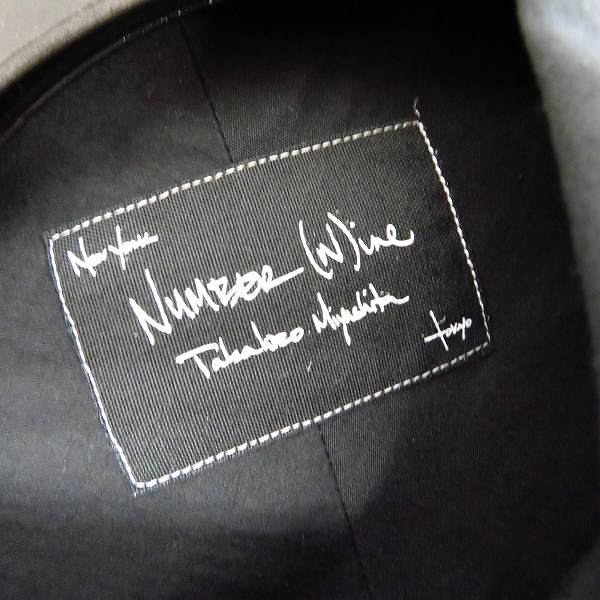 New York
Number (N)ine
Takahiro Miyashita
Tokyo